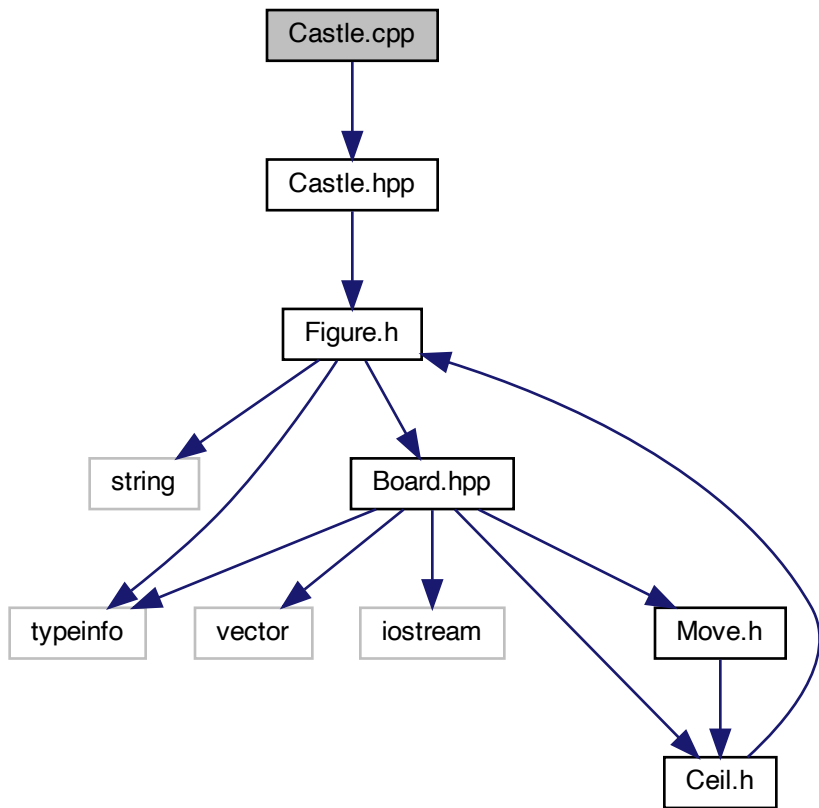 Castle.cpp
Castle.hpp
Figure.h
string
Board.hpp
typeinfo
vector
iostream
Move.h
Ceil.h